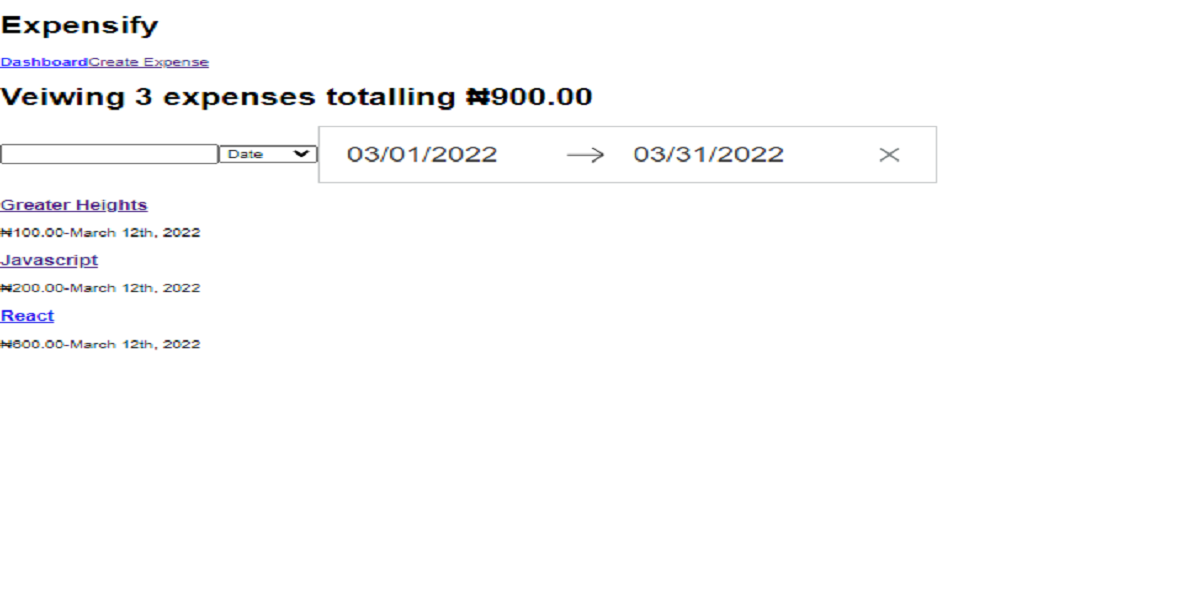 Expensify
DashboardCreate Expense
Veiwing 3 expenses totalling ₦900.00
Date 03/01/2022 → 03/31/2022
Greater Heights
₦100.00-March 12th, 2022
Javascript
₦200.00-March 12th, 2022
React
₦600.00-March 12th, 2022